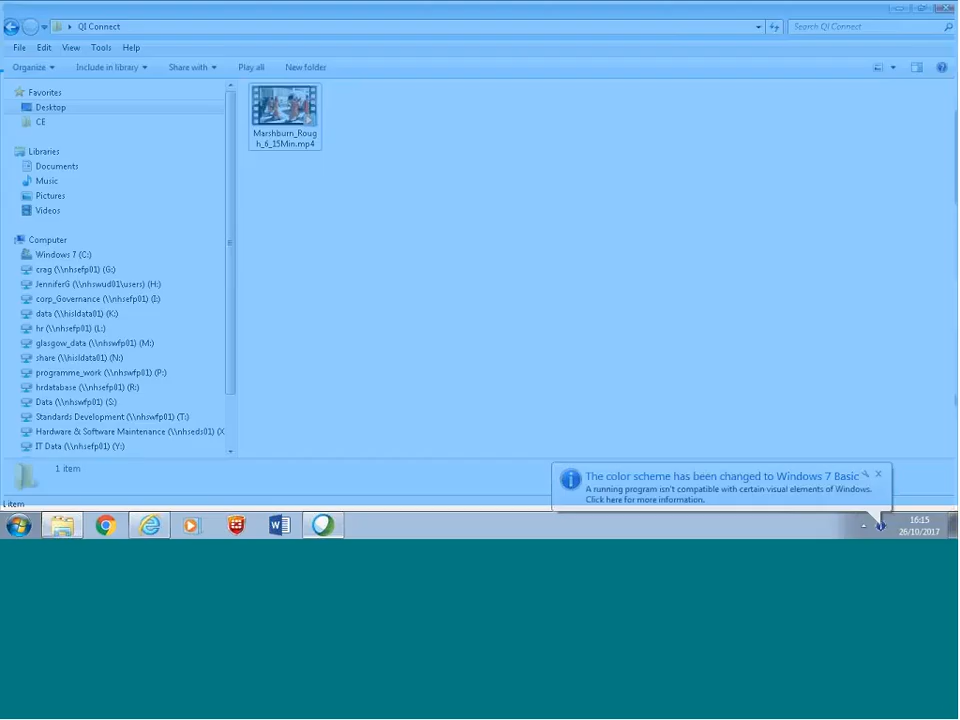 QI Connect
Search QI Connect
File Edit View Tools Help
Organize Include in library Share with Play all New folder
Favorites
Desktop
CE
Libraries
Documents
Music
Pictures
Videos
Computer
Windows 7 (C:)
crag (\\nhsefp01) (G:)
JenniferG (\\nhswud01\users) (H:)
corp_Governance (\\nhsefp01) (I:)
data (\\hisldata01) (K:)
hr (\\nhsefp01) (L:)
glasgow_data (\\nhswfp01) (M:)
share (\\hisldata01) (N:)
programme_work (\\nhswfp01) (P:)
hrdatabase (\\nhsefp01) (R:)
Data (\\nhswfp01) (S:)
Standards Development (\\nhswfp01) (T:)
Hardware & Software Maintenance (\\nhseds01) (X
IT Data (\\nhsefp01) (Y:)
Marshburn_Roug
h_6_15Min.mp4
1 item
The color scheme has been changed to Windows 7 Basic
A running program isn't compatible with certain visual elements of Windows.
Click here for more information.
1 item
16:15
26/10/2017